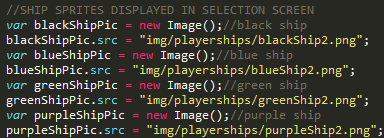 //SHIP SPRITES DISPLAYED IN SELECTION SCREEN
var blackShipPic = new Image();//black ship
blackShipPic.src = "img/playerships/blackShip2.png";
var blueShipPic = new Image();//blue ship
blueShipPic.src = "img/playerships/blueShip2.png";
var greenShipPic = new Image();//green ship
greenShipPic.src = "img/playerships/greenShip2.png";
var purpleShipPic = new Image();//purple ship
purpleShipPic.src = "img/playerships/purpleShip2.png";